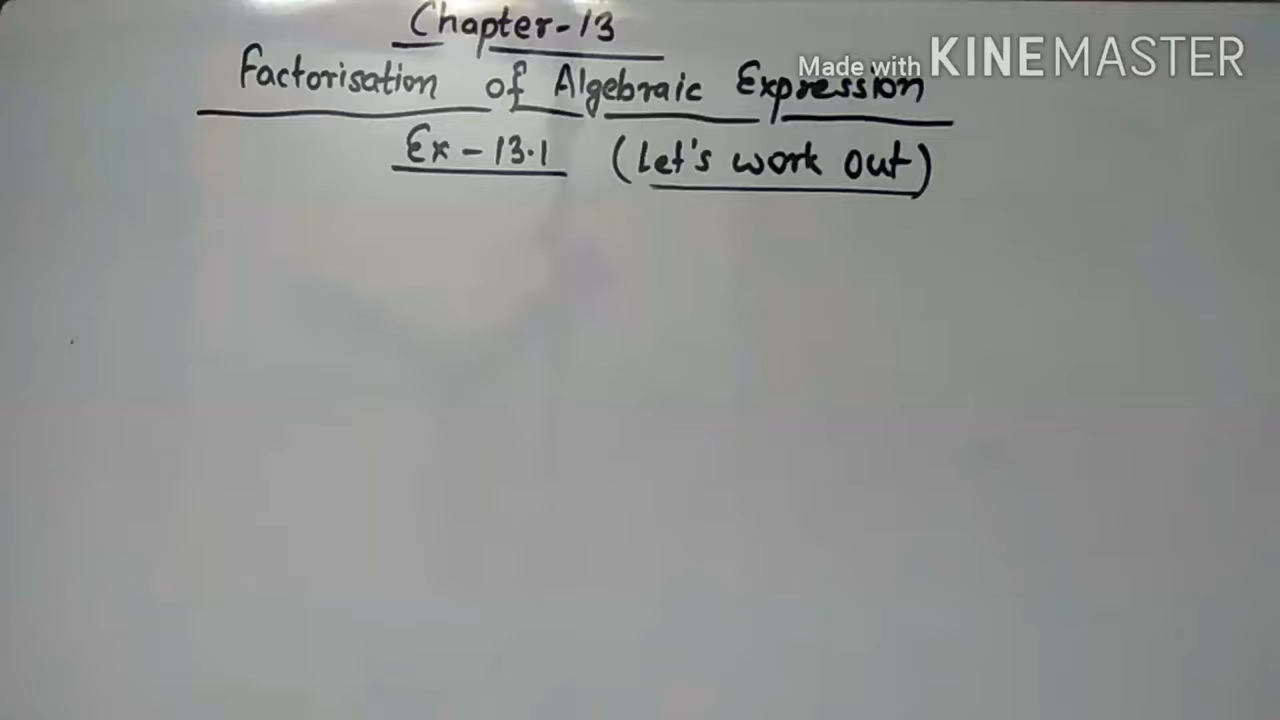 Chapter-13
Factorisation of Algebraic Expression
Made with KINEMASTER
Ex - 13.1 (Let's work out)